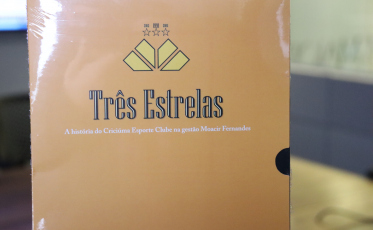 Três Estrelas
A história do Criciúma Esporte Clube na gestão Moacir Fernandes